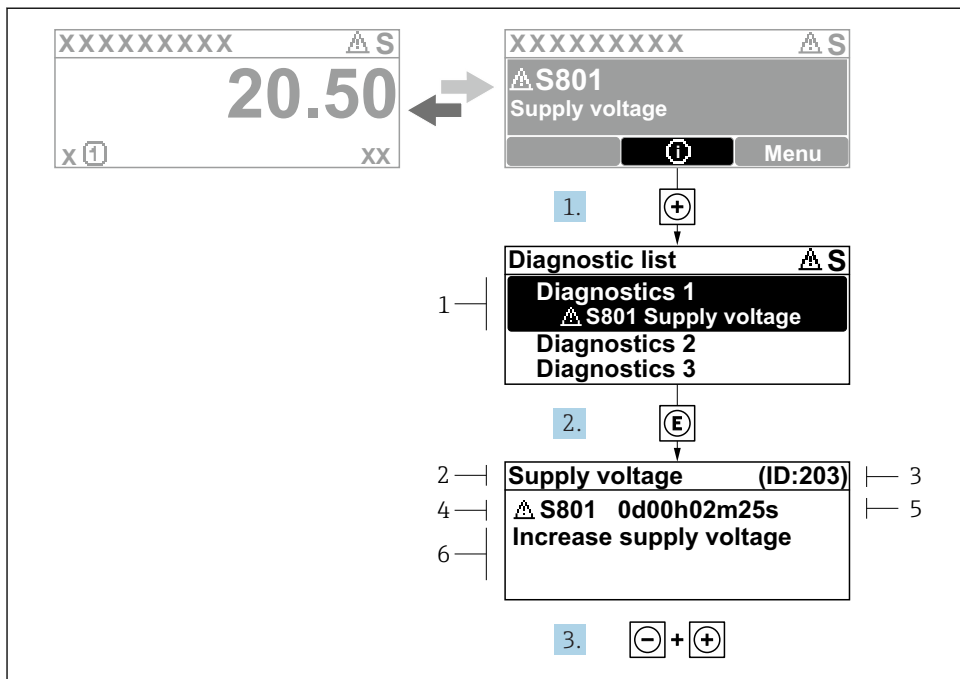 XXXXXXXXX ⚠ S
20.50
x ① xx
XXXXXXXXX ⚠ S
⚠S801
Supply voltage
ⓘ Menu
1. +
Diagnostic list ⚠ S
1
Diagnostics 1
⚠ S801 Supply voltage
Diagnostics 2
Diagnostics 3
2. E
2 Supply voltage (ID:203) 3
4 ⚠ S801 0d00h02m25s 5
6 Increase supply voltage
3. − + +